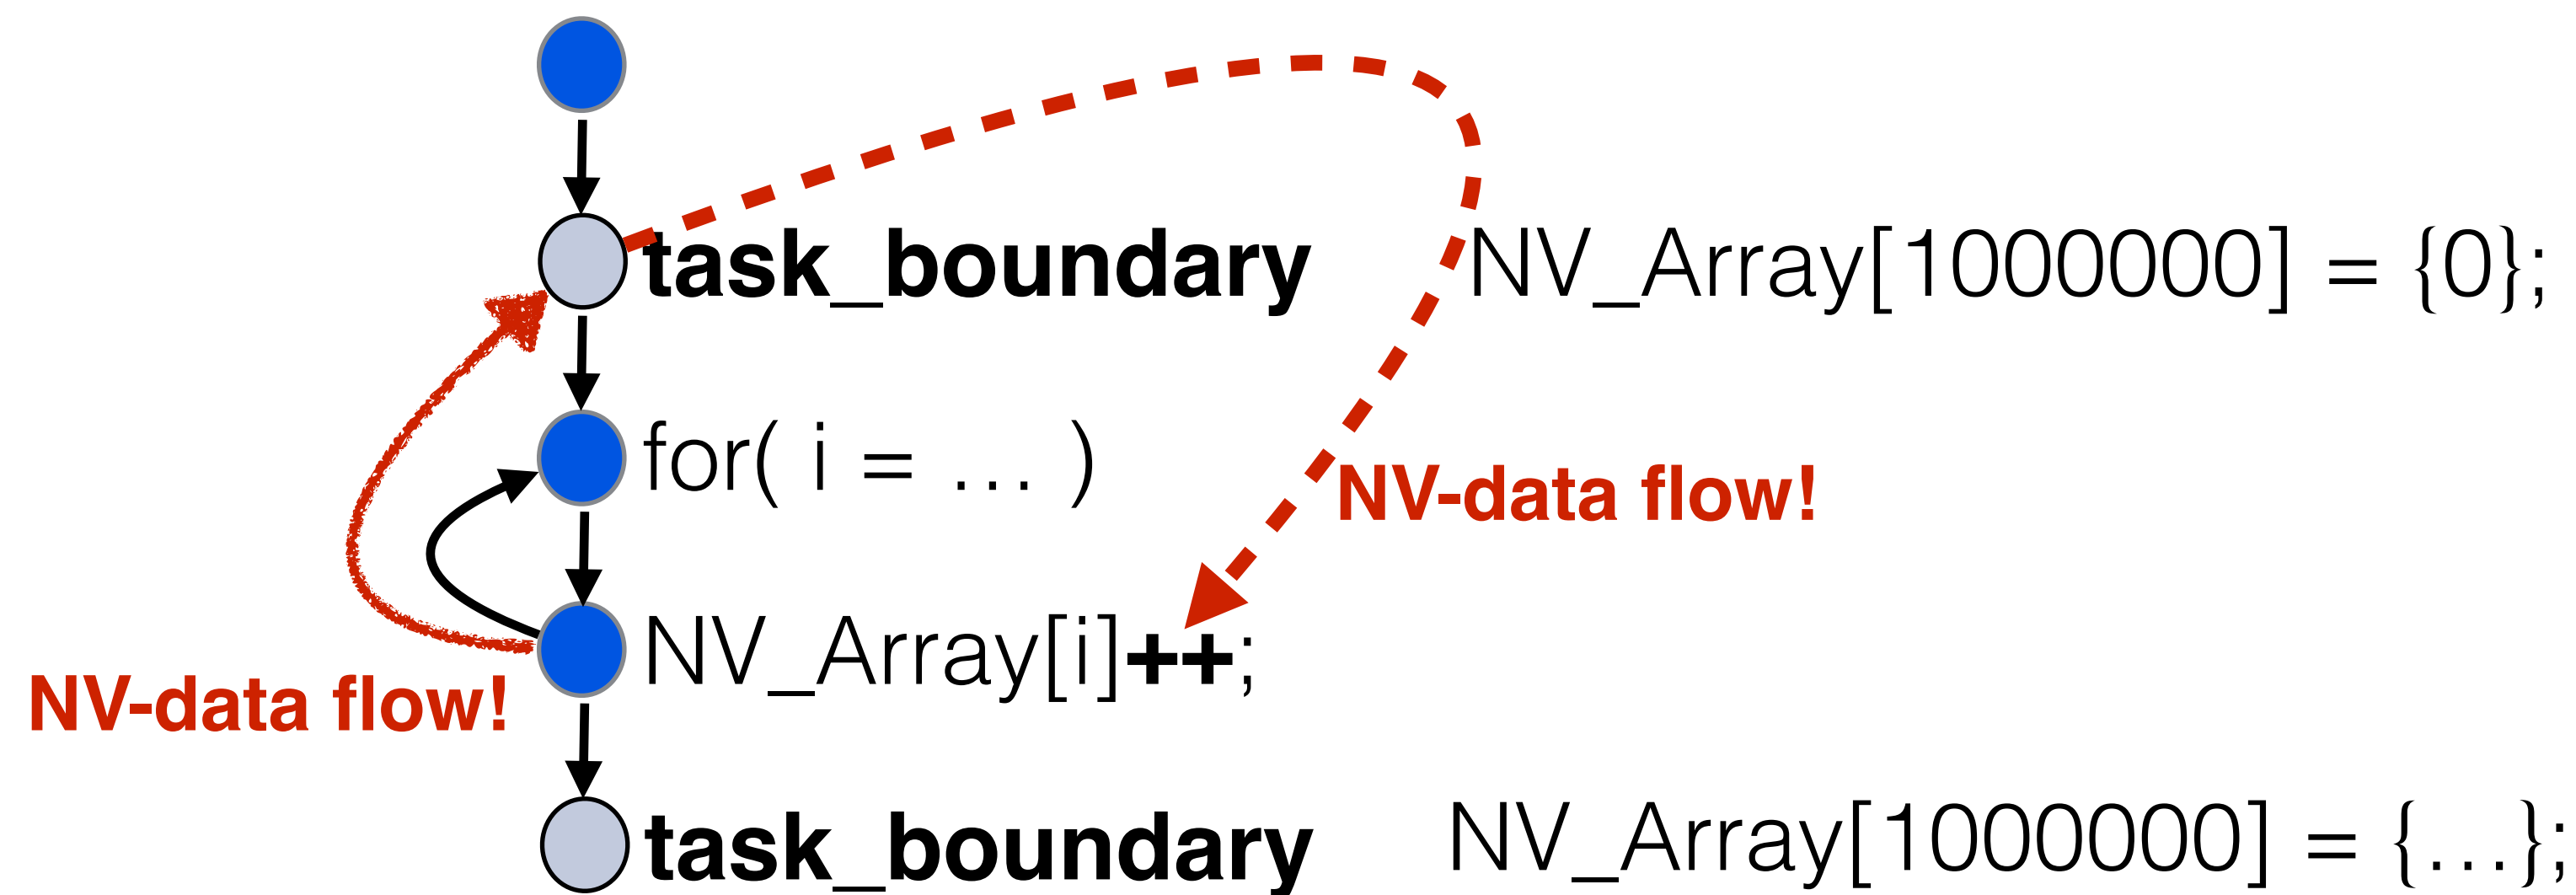 task_boundary NV_Array[1000000] = {0};
for( i = ... )
NV-data flow!
NV_Array[i]++;
NV-data flow!
task_boundary NV_Array[1000000] = {...};